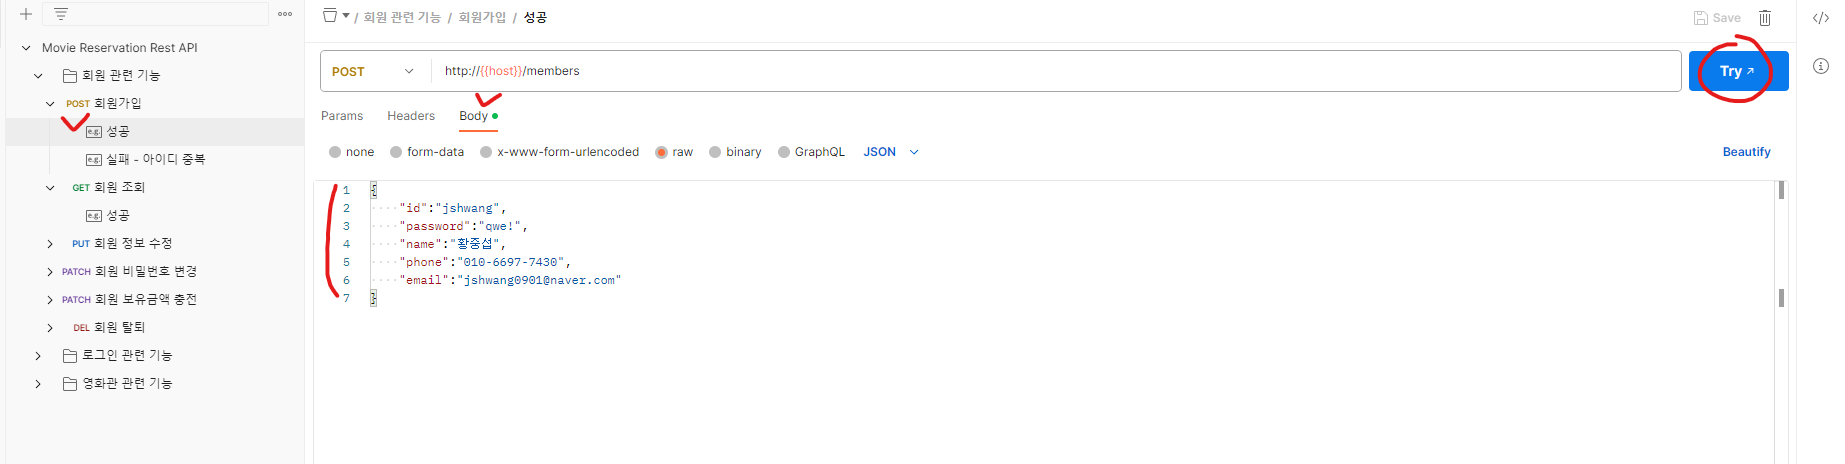 Movie Reservation Rest API
회원 관련 기능
POST 회원가입
e.g. 성공
e.g. 실패 - 아이디 중복
GET 회원 조회
e.g. 성공
PUT 회원 정보 수정
PATCH 회원 비밀번호 변경
PATCH 회원 보유금액 충전
DEL 회원 탈퇴
로그인 관련 기능
영화관 관련 기능
/ 회원 관련 기능 / 회원가입 / 성공
Save
POST http://{{host}}/members
Try
Params Headers Body
none form-data x-www-form-urlencoded raw binary GraphQL JSON Beautify
1 {
2 "id":"jshwang",
3 "password":"qwe!",
4 "name":"황중섭",
5 "phone":"010-6697-7430",
6 "email":"jshwang0901@naver.com"
7 }